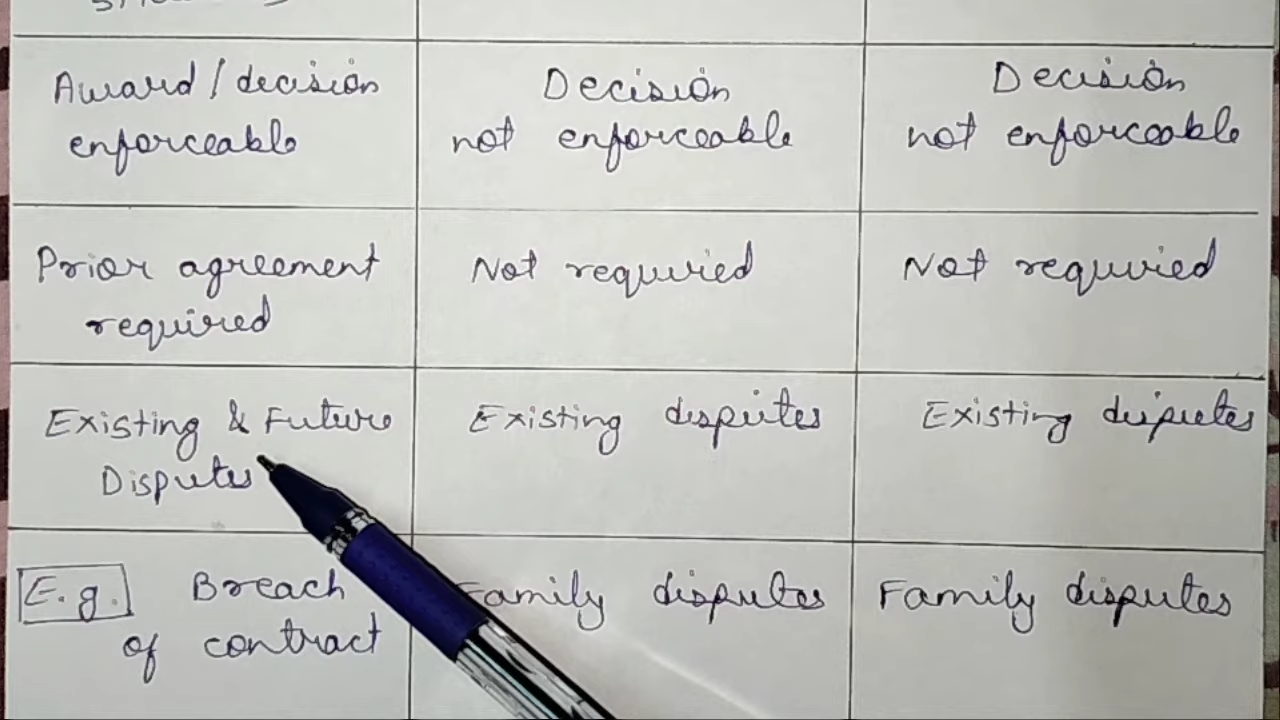 Award / decision
enforceable
Decision
not enforceable
Decision
not enforceable
Prior agreement
required
Not required
Not required
Existing & Future
Disputes
Existing disputes
Existing disputes
E.g. Breach
of contract
Family disputes
Family disputes